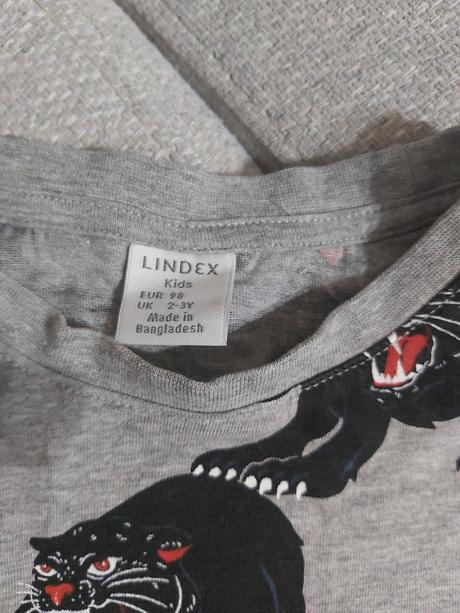 LINDEX
Kids
EUR 98
UK 2-3Y
Made in
Bangladesh